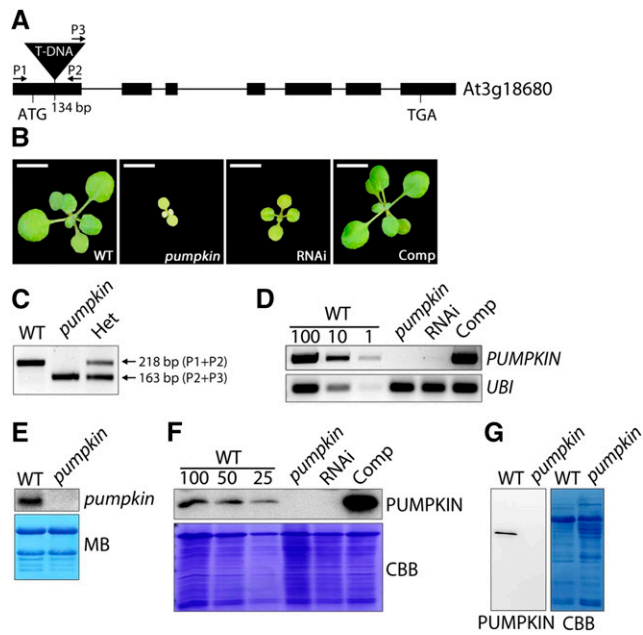 A
P3
T-DNA
P1
P2
At3g18680
ATG
134 bp
TGA
B
WT
pumpkin
RNAi
Comp
C
WT
pumpkin
Het
218 bp (P1+P2)
163 bp (P2+P3)
D
WT
pumpkin
RNAi
Comp
100 10 1
PUMPKIN
UBI
E
WT
pumpkin
pumpkin
MB
F
WT
pumpkin
RNAi
Comp
100 50 25
PUMPKIN
CBB
G
WT
pumpkin
WT
pumpkin
PUMPKIN CBB